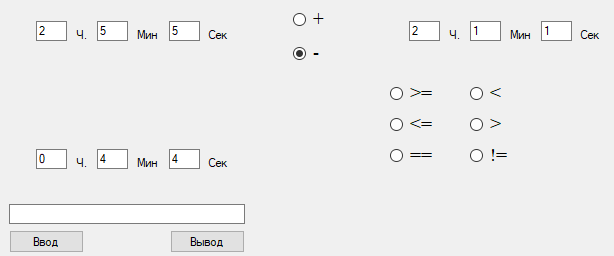 2 Ч. 5 Мин 5 Сек + 2 Ч. 1 Мин 1 Сек
-
>= <
<= >
0 Ч. 4 Мин 4 Сек == !=
Ввод Вывод